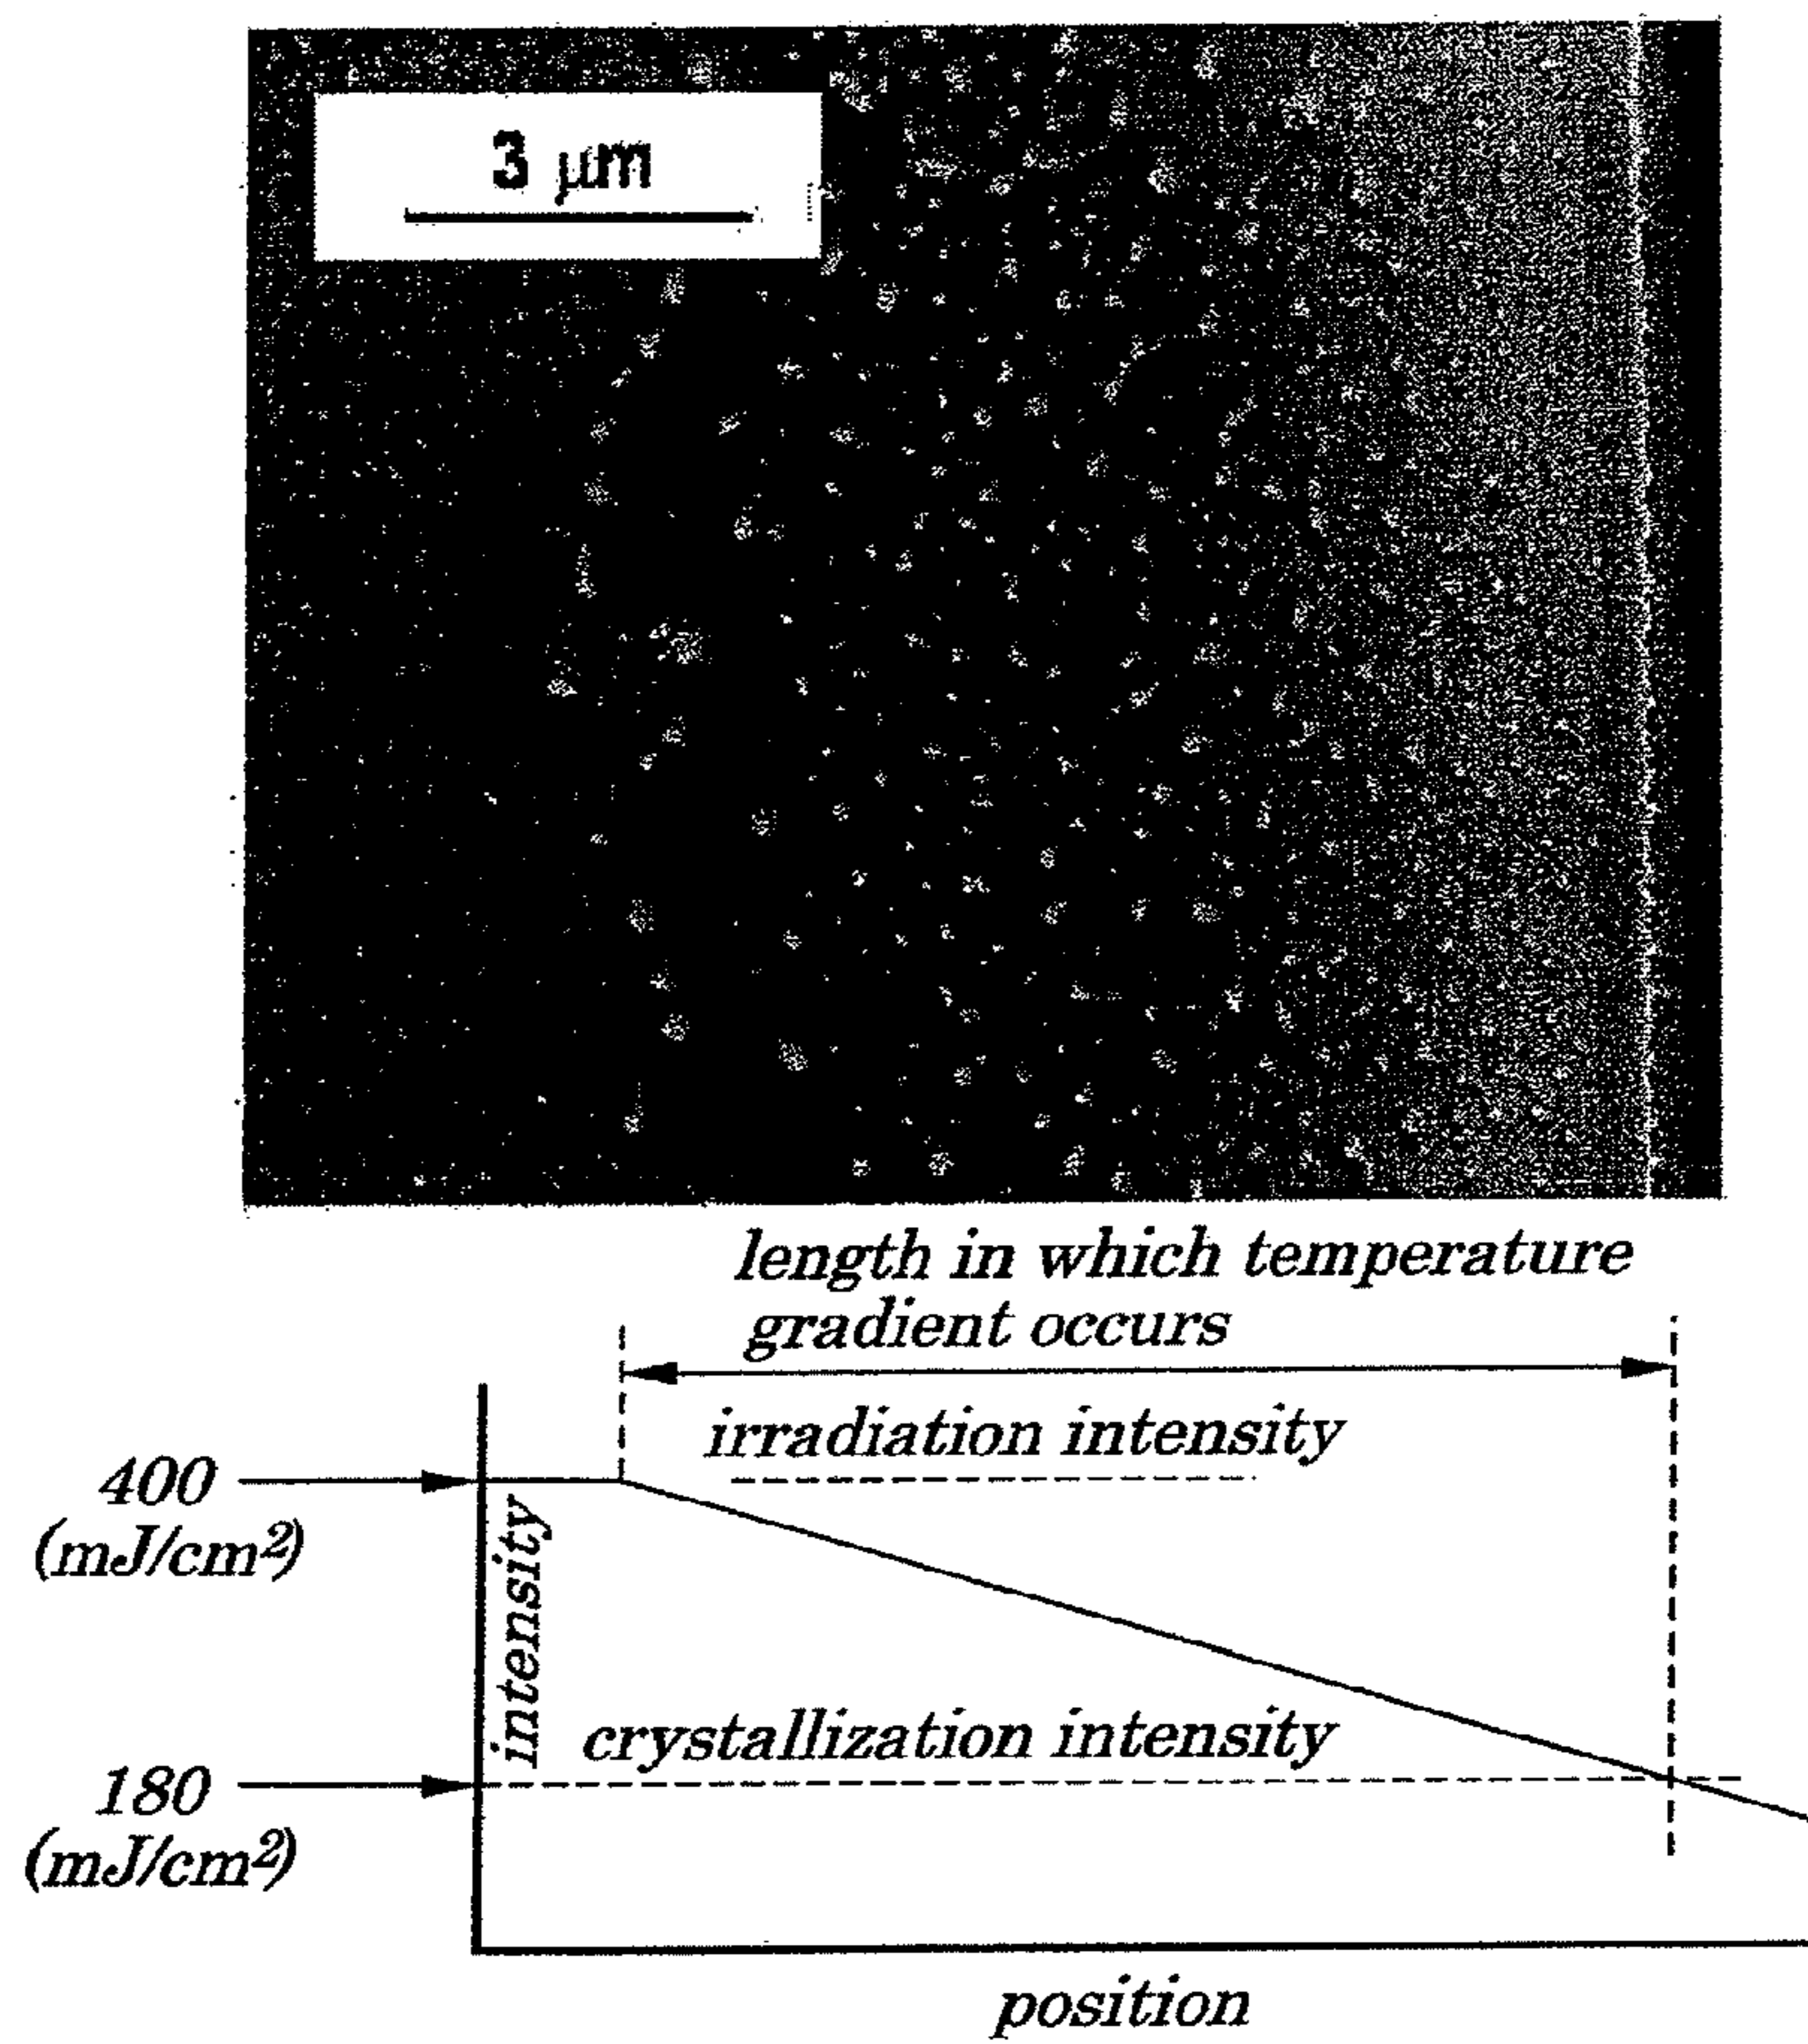 3 μm
length in which temperature
gradient occurs
irradiation intensity
400
(mJ/cm²)
intensity
crystallization intensity
180
(mJ/cm²)
position